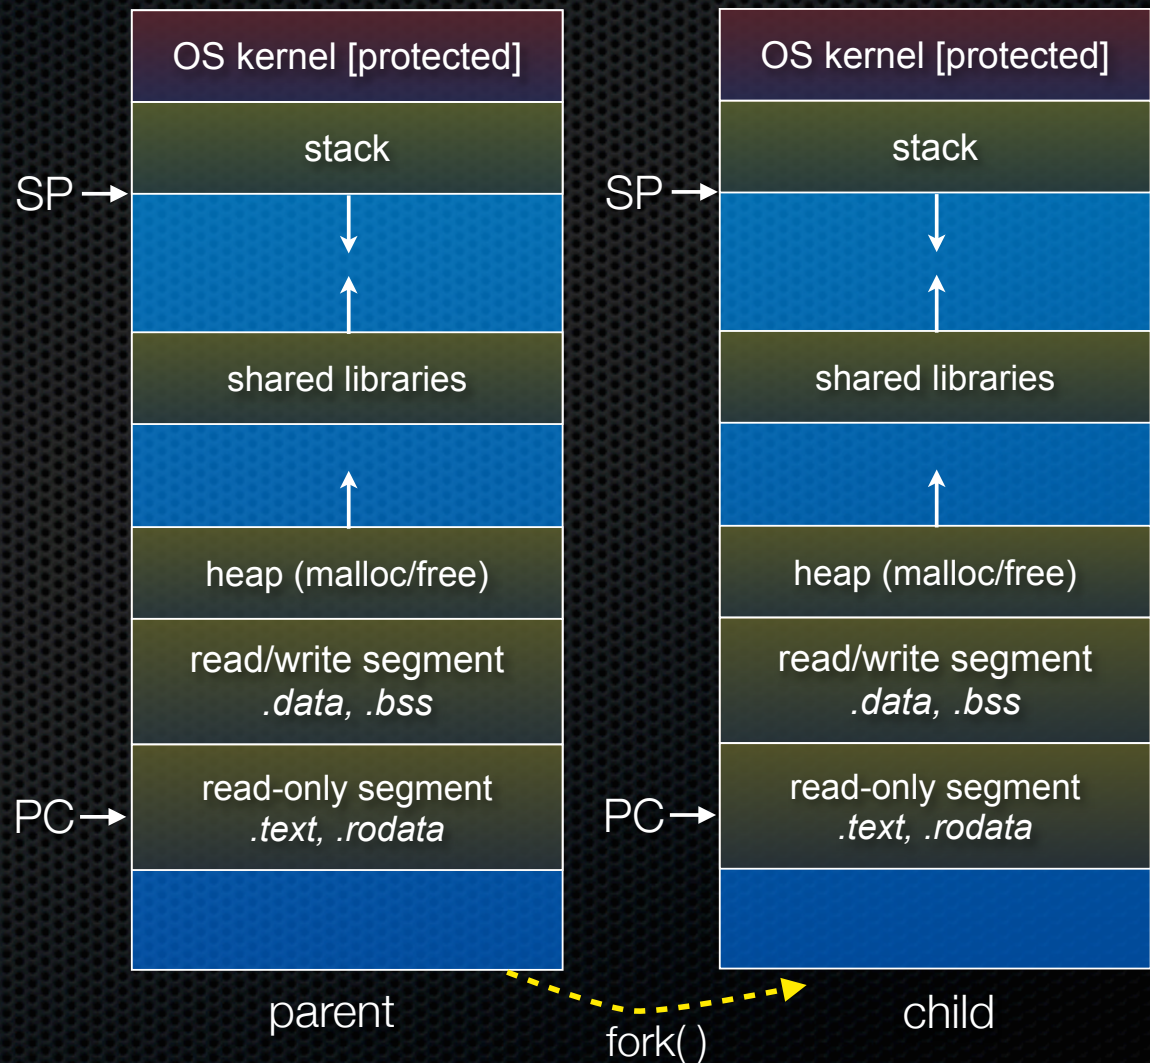 OS kernel [protected]
stack
SP
shared libraries
heap (malloc/free)
read/write segment
.data, .bss
read-only segment
.text, .rodata
PC
parent
OS kernel [protected]
stack
SP
shared libraries
heap (malloc/free)
read/write segment
.data, .bss
read-only segment
.text, .rodata
PC
child
fork( )